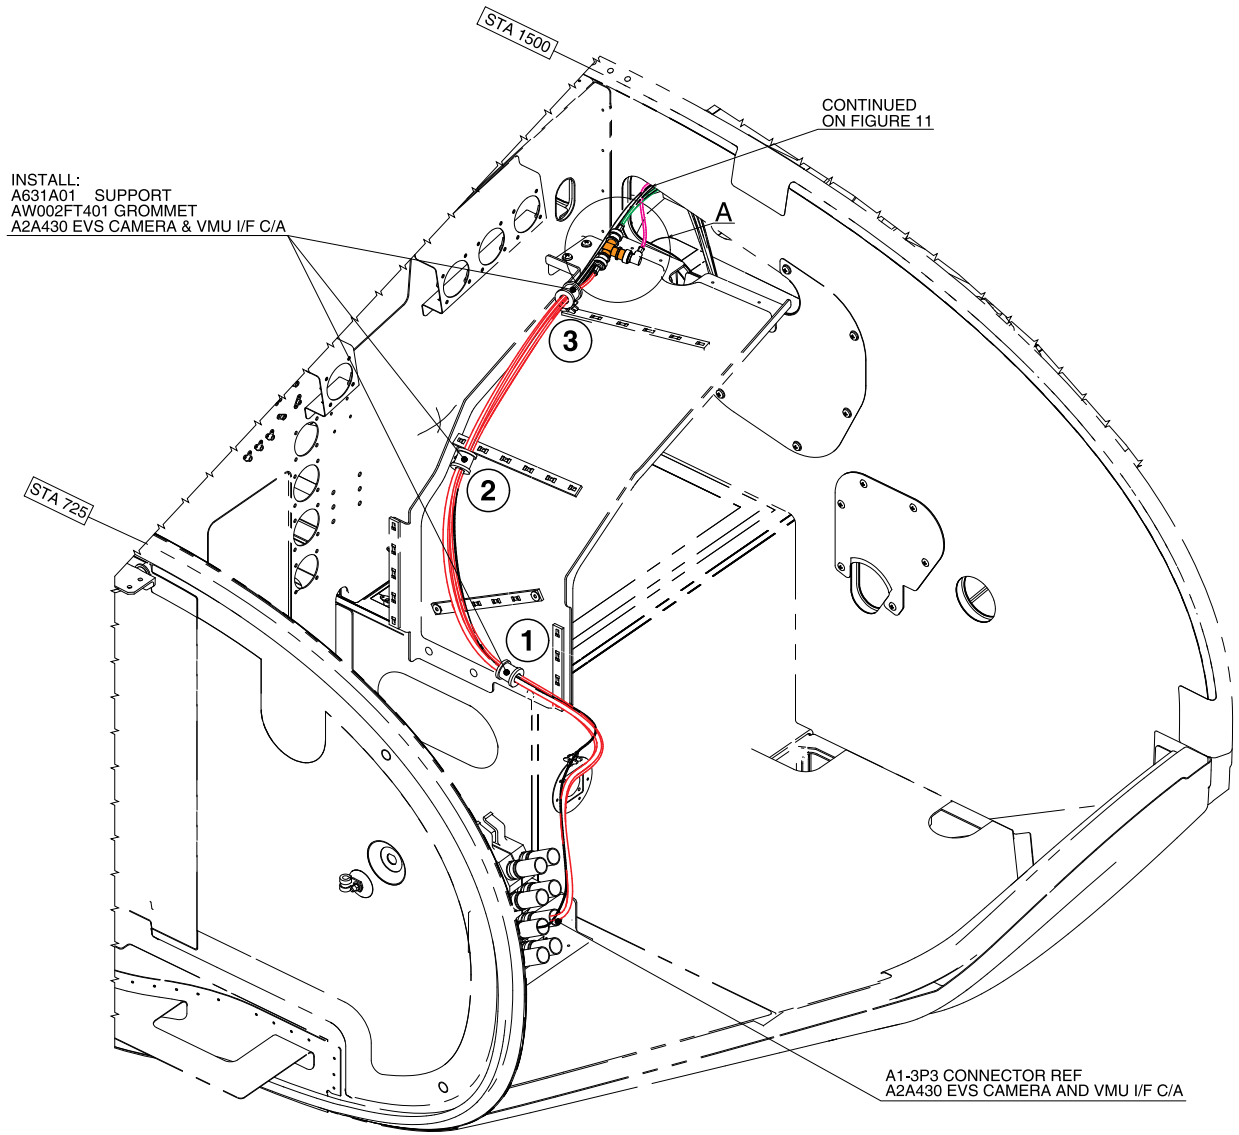 STA 1500
CONTINUED
ON FIGURE 11
INSTALL:
A631A01 SUPPORT
AW002FT401 GROMMET
A2A430 EVS CAMERA & VMU I/F C/A
A
3
2
STA 725
1
A1-3P3 CONNECTOR REF
A2A430 EVS CAMERA AND VMU I/F C/A